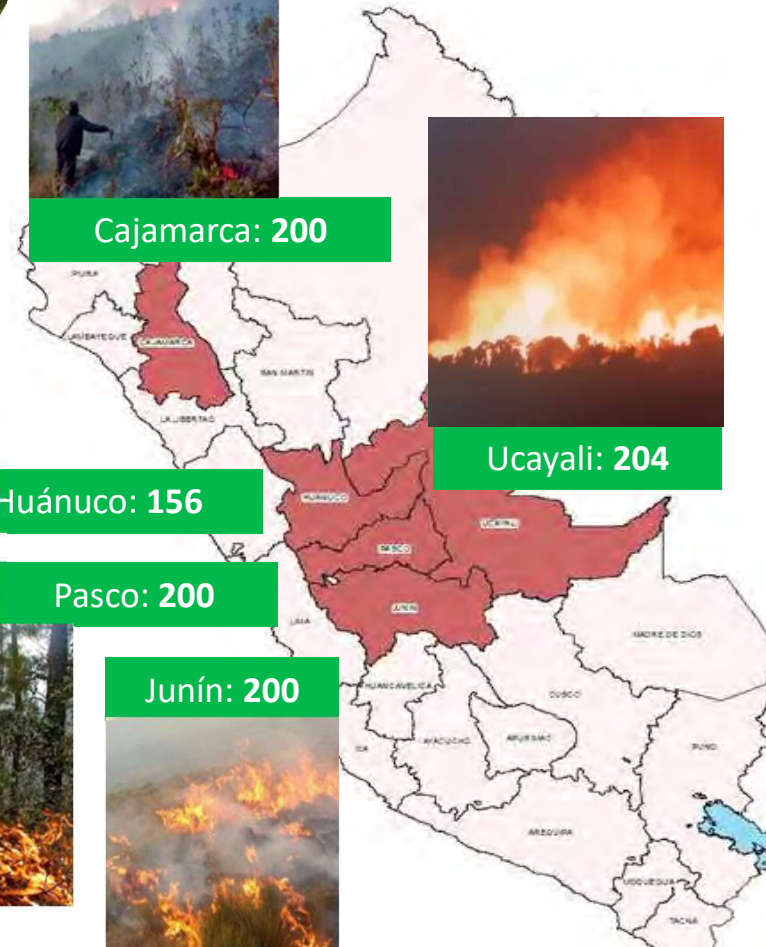 Cajamarca: 200
PIURA
LAMBAYEQUE
CAJAMARCA
SAN MARTIN
LA LIBERTAD
Ucayali: 204
Huánuco: 156
HUANUCO
UCAYALI
PASCO
Pasco: 200
JUNIN
LIMA
MADRE DE DIOS
Junín: 200
HUANCAVELICA
CUSCO
ICA
AYACUCHO
APURIMAC
PUNO
AREQUIPA
MOQUEGUA
TACNA